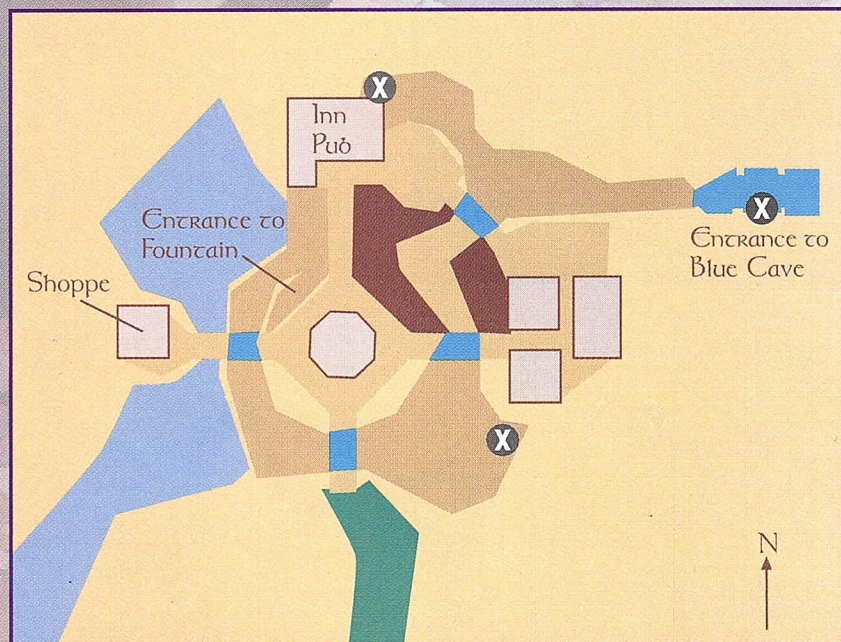 X
Inn
Pub
Entrance to
Fountain
X
Entrance to
Blue Cave
Shoppe
X
N